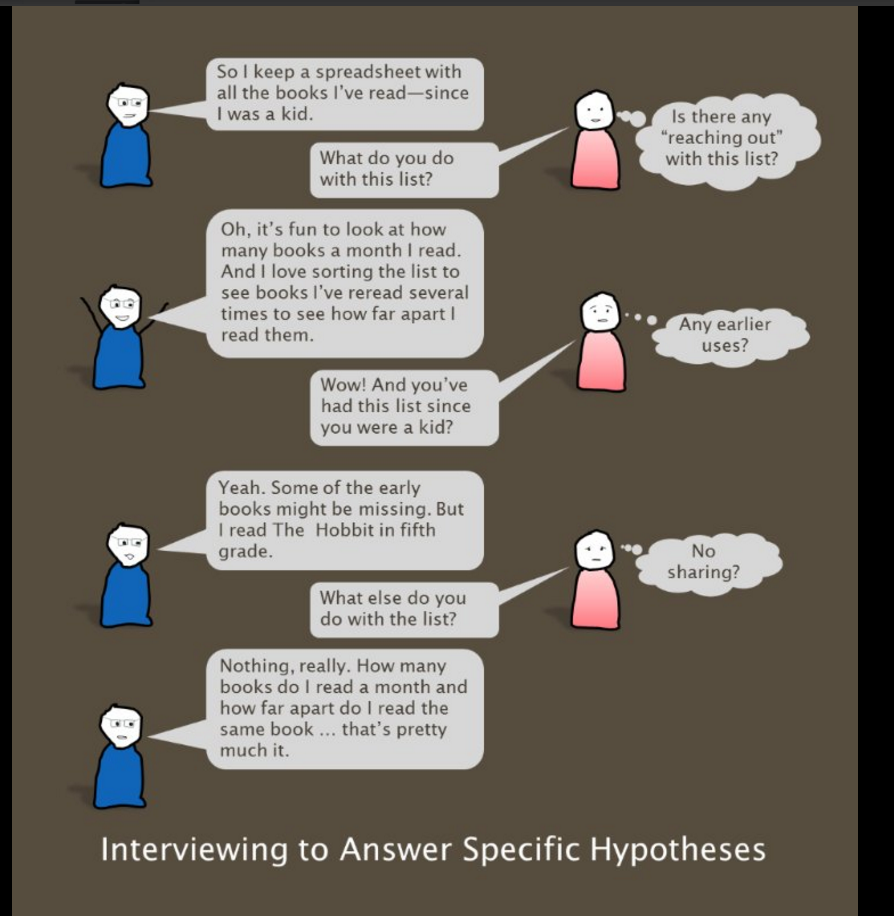 So I keep a spreadsheet with
all the books I've read—since
I was a kid.
Is there any
“reaching out”
with this list?
What do you do
with this list?
Oh, it's fun to look at how
many books a month I read.
And I love sorting the list to
see books I've reread several
times to see how far apart I
read them.
Any earlier
uses?
Wow! And you've
had this list since
you were a kid?
Yeah. Some of the early
books might be missing. But
I read The  Hobbit in fifth
grade.
No
sharing?
What else do you
do with the list?
Nothing, really. How many
books do I read a month and
how far apart do I read the
same book ... that's pretty
much it.
Interviewing to Answer Specific Hypotheses